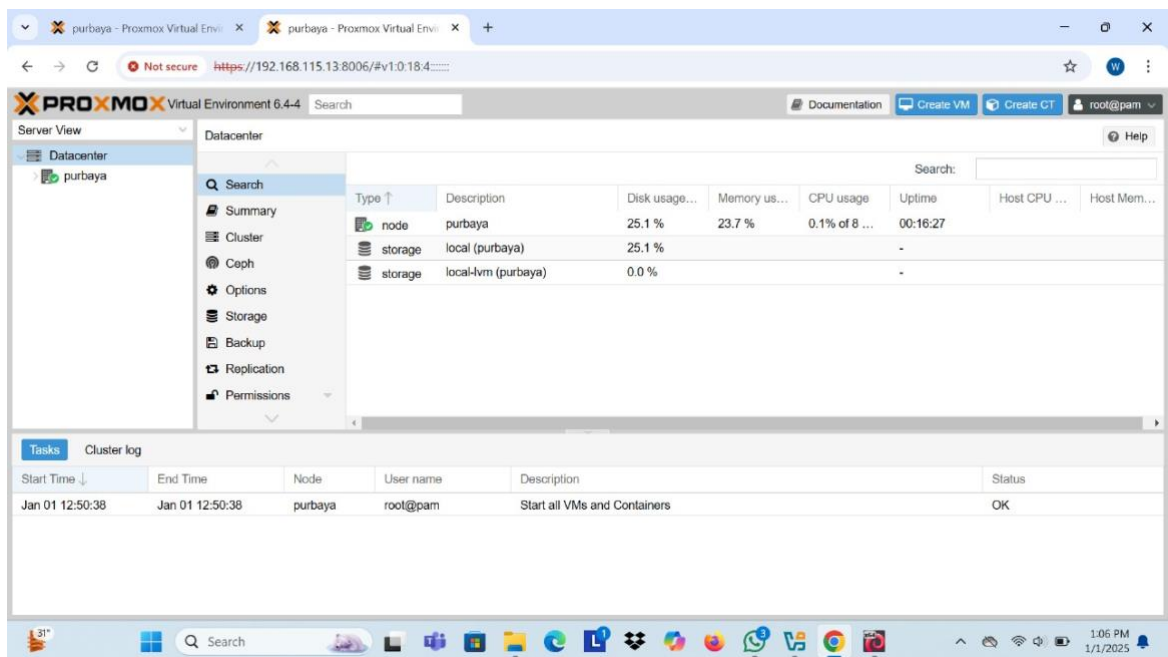 purbaya - Proxmox Virtual Envir
purbaya - Proxmox Virtual Envir
Not secure https://192.168.115.13:8006/#v1:0:18:4:::::::
W
PROXMOX Virtual Environment 6.4-4 Search
Documentation Create VM Create CT root@pam
Server View
Datacenter
purbaya
Datacenter
Help
Search
Summary
Cluster
Ceph
Options
Storage
Backup
Replication
Permissions
Search:
Type Description Disk usage... Memory us... CPU usage Uptime Host CPU ... Host Mem...
node purbaya 25.1 % 23.7 % 0.1% of 8 ... 00:16:27
storage local (purbaya) 25.1 % -
storage local-lvm (purbaya) 0.0 % -
Tasks Cluster log
Start Time End Time Node User name Description Status
Jan 01 12:50:38 Jan 01 12:50:38 purbaya root@pam Start all VMs and Containers OK
31°
Search
L 1
3
1:06 PM
1/1/2025